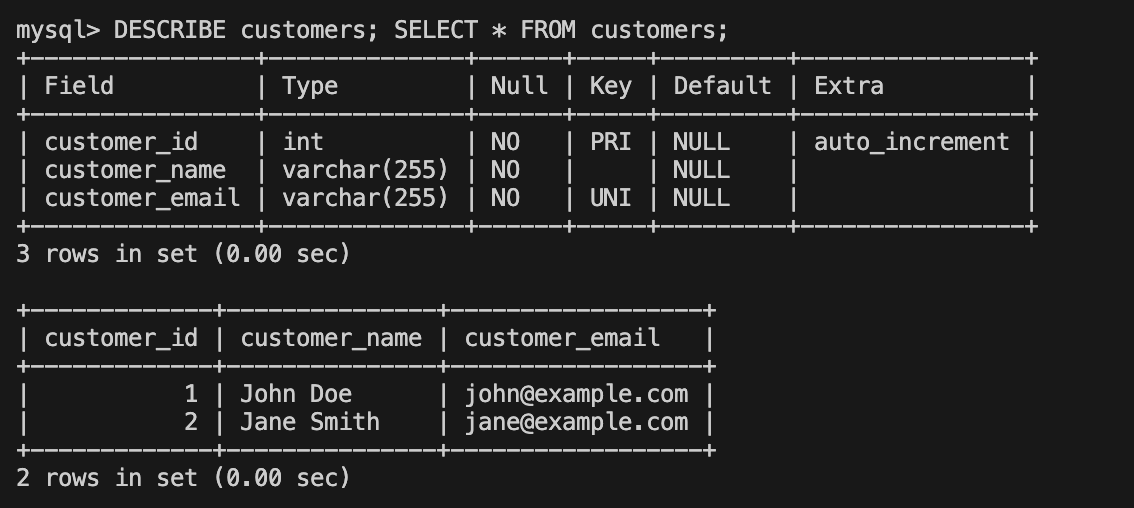 mysql> DESCRIBE customers; SELECT * FROM customers;
+----------------+--------------+------+-----+---------+----------------+
| Field          | Type         | Null | Key | Default | Extra          |
+----------------+--------------+------+-----+---------+----------------+
| customer_id    | int          | NO   | PRI | NULL    | auto_increment |
| customer_name  | varchar(255) | NO   |     | NULL    |                |
| customer_email | varchar(255) | NO   | UNI | NULL    |                |
+----------------+--------------+------+-----+---------+----------------+
3 rows in set (0.00 sec)

+-------------+---------------+------------------+
| customer_id | customer_name | customer_email   |
+-------------+---------------+------------------+
|           1 | John Doe      | john@example.com |
|           2 | Jane Smith    | jane@example.com |
+-------------+---------------+------------------+
2 rows in set (0.00 sec)